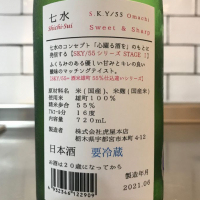 七水 S.K.Y/55 Omachi
Shichi Sui Sweet & Sharp
七水のコンセプト「心躍る酒を」のもとに
発信する【SKY/55シリーズ STAGE 1】
ふくらみのある優しい甘みとキレの良い
後味のマッチングテイスト。
原材料名 米(国産)、米麹(国産米)
使用米 雄町100%
精米歩合 55%
アルコール分 16度
内容量 720mL
製造者 株式会社虎屋本店
栃木県宇都宮市本町4-12
日本酒 要冷蔵
お酒は20歳になってから
製造年月
2021.06
4932366122909